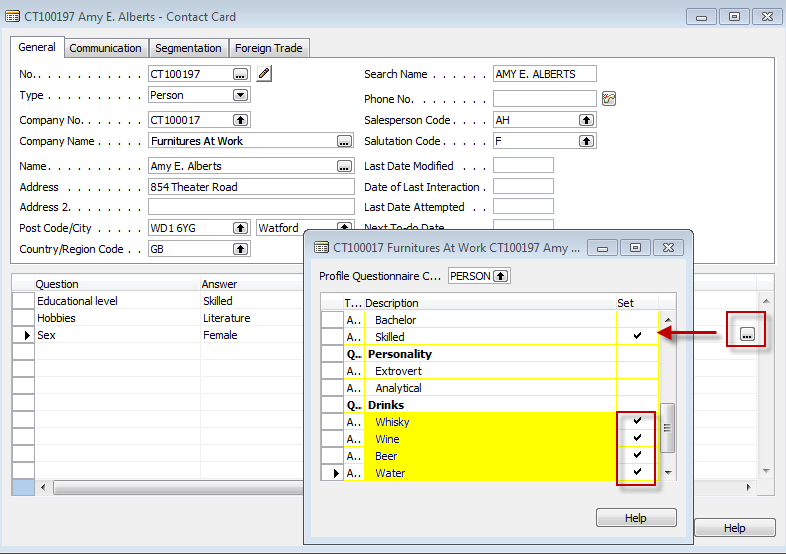 CT100197 Amy E. Alberts - Contact Card
General Communication Segmentation Foreign Trade
No. . . . . . . . . . . . CT100197 ... Search Name . . . . . . AMY E. ALBERTS
Type . . . . . . . . . . . Person Phone No. . . . . . . . .
Company No. . . . . . . . CT100017 Salesperson Code . . . . AH
Company Name . . . . . . Furnitures At Work ... Salutation Code . . . . . F
Name . . . . . . . . . . . Amy E. Alberts ... Last Date Modified . . .
Address . . . . . . . . 854 Theater Road Date of Last Interaction .
Address 2. . . . . . . . . Last Date Attempted . .
Post Code/City . . . . . WD1 6YG Watford Next To-do Date
Country/Region Code . . GB
Question Answer
Educational level Skilled
Hobbies Literature
Sex Female
...
Help
CT100017 Furnitures At Work CT100197 Amy ...
Profile Questionnaire C... PERSON
T... Description Set
A.. Bachelor
A.. Skilled ✔
Q.. Personality
A.. Extrovert
A.. Analytical
Q.. Drinks
A.. Whisky ✔
A.. Wine ✔
A.. Beer ✔
A.. Water ✔
Help